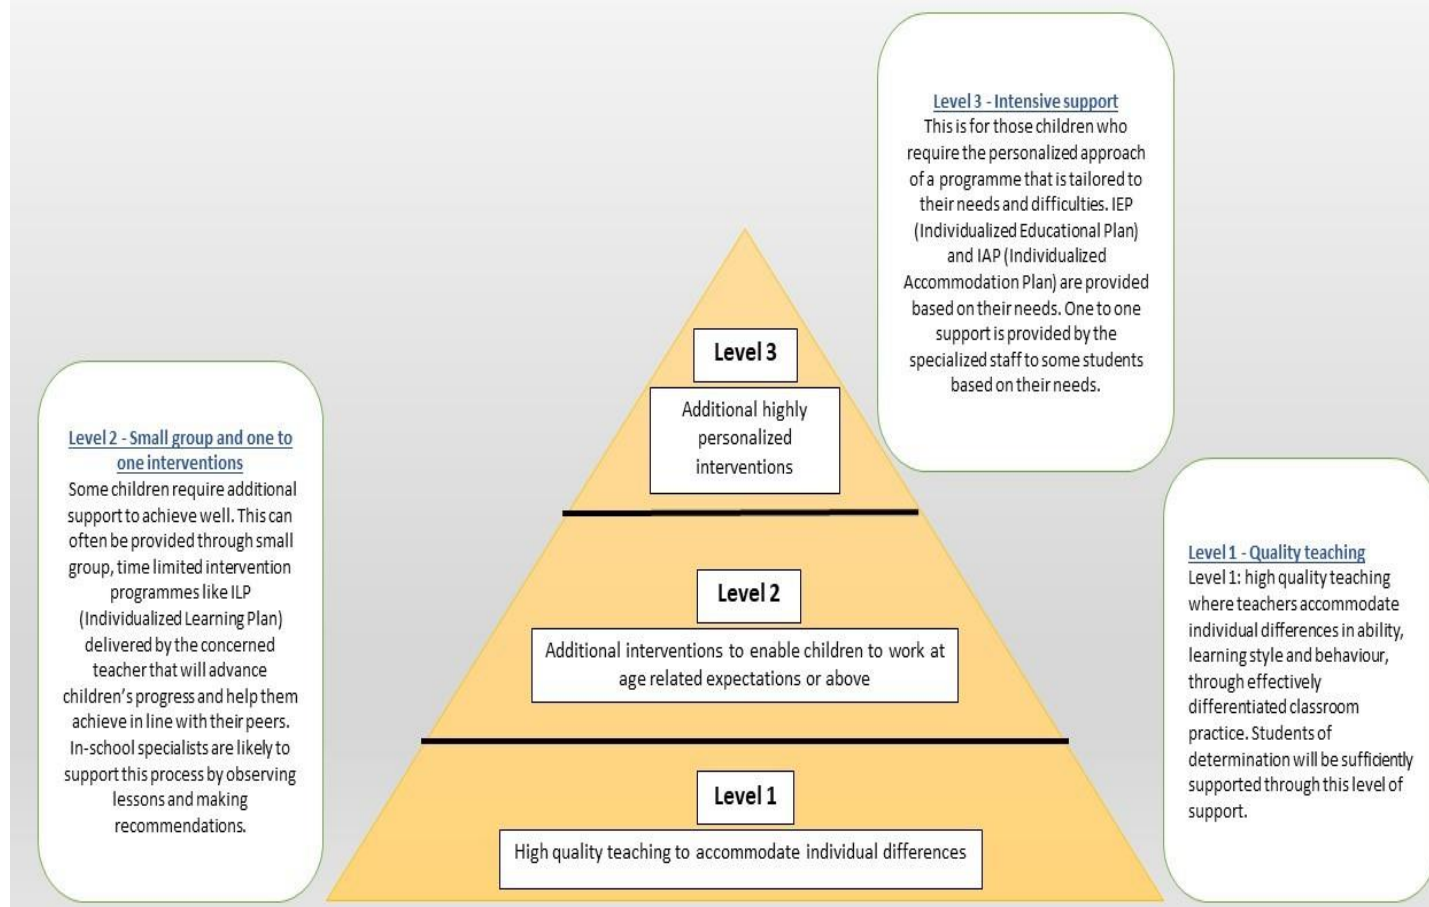 Level 3 - Intensive support
This is for those children who
require the personalized approach
of a programme that is tailored to
their needs and difficulties. IEP
(Individualized Educational Plan)
and IAP (Individualized
Accommodation Plan) are provided
based on their needs. One to one
support is provided by the
specialized staff to some students
based on their needs.
Level 3
Additional highly
personalized
interventions
Level 2 - Small group and one to
one interventions
Some children require additional
support to achieve well. This can
often be provided through small
group, time limited intervention
programmes like ILP
(Individualized Learning Plan)
delivered by the concerned
teacher that will advance
children's progress and help them
achieve in line with their peers.
In-school specialists are likely to
support this process by observing
lessons and making
recommendations.
Level 2
Additional interventions to enable children to work at
age related expectations or above
Level 1 - Quality teaching
Level 1: high quality teaching
where teachers accommodate
individual differences in ability,
learning style and behaviour,
through effectively
differentiated classroom
practice. Students of
determination will be sufficiently
supported through this level of
support.
Level 1
High quality teaching to accommodate individual differences